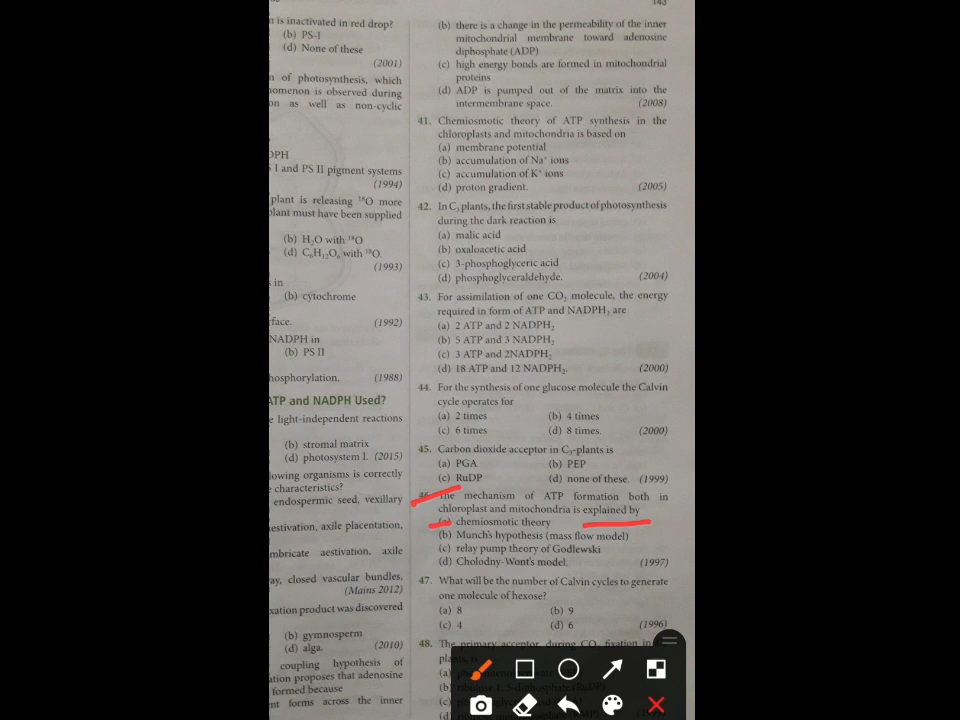 143
t is inactivated in red drop?
(b) PS-I
(d) None of these
(2001)
n of photosynthesis, which
nomenon is observed during
on as well as non-cyclic
DPH
S I and PS II pigment systems
(1994)
plant is releasing ¹⁸O more
plant must have been supplied
(b) H₂O with ¹⁸O
(d) C₆H₁₂O₆ with ¹⁸O.
(1993)
s in
(b) cytochrome
rface.
(1992)
NADPH in
(b) PS II
hosphorylation.
(1988)
ATP and NADPH Used?
e light-independent reactions
(b) stromal matrix
(d) photosystem I. (2015)
lowing organisms is correctly
e characteristics?
endospermic seed, vexillary
estivation, axile placentation,
mbricate aestivation, axile
ay, closed vascular bundles,
(Mains 2012)
xation product was discovered
(b) gymnosperm
(d) alga.
(2010)
coupling hypothesis of
ation proposes that adenosine
formed because
nt forms across the inner
(b) there is a change in the permeability of the inner
mitochondrial membrane toward adenosine
diphosphate (ADP)
(c) high energy bonds are formed in mitochondrial
proteins
(d) ADP is pumped out of the matrix into the
intermembrane space. (2008)
41. Chemiosmotic theory of ATP synthesis in the
chloroplasts and mitochondria is based on
(a) membrane potential
(b) accumulation of Na⁺ ions
(c) accumulation of K⁺ ions
(d) proton gradient. (2005)
42. In C₃ plants, the first stable product of photosynthesis
during the dark reaction is
(a) malic acid
(b) oxaloacetic acid
(c) 3-phosphoglyceric acid
(d) phosphoglyceraldehyde. (2004)
43. For assimilation of one CO₂ molecule, the energy
required in form of ATP and NADPH₂ are
(a) 2 ATP and 2 NADPH₂
(b) 5 ATP and 3 NADPH₂
(c) 3 ATP and 2NADPH₂
(d) 18 ATP and 12 NADPH₂. (2000)
44. For the synthesis of one glucose molecule the Calvin
cycle operates for
(a) 2 times (b) 4 times
(c) 6 times (d) 8 times. (2000)
45. Carbon dioxide acceptor in C₃-plants is
(a) PGA (b) PEP
(c) RuDP (d) none of these. (1999)
46. The mechanism of ATP formation both in
chloroplast and mitochondria is explained by
(a) chemiosmotic theory
(b) Munch's hypothesis (mass flow model)
(c) relay pump theory of Godlewski
(d) Cholodny-Wont's model. (1997)
47. What will be the number of Calvin cycles to generate
one molecule of hexose?
(a) 8 (b) 9
(c) 4 (d) 6 (1996)
48. The primary acceptor, during CO₂ fixation in
(a)
(b)
(c)
(d)